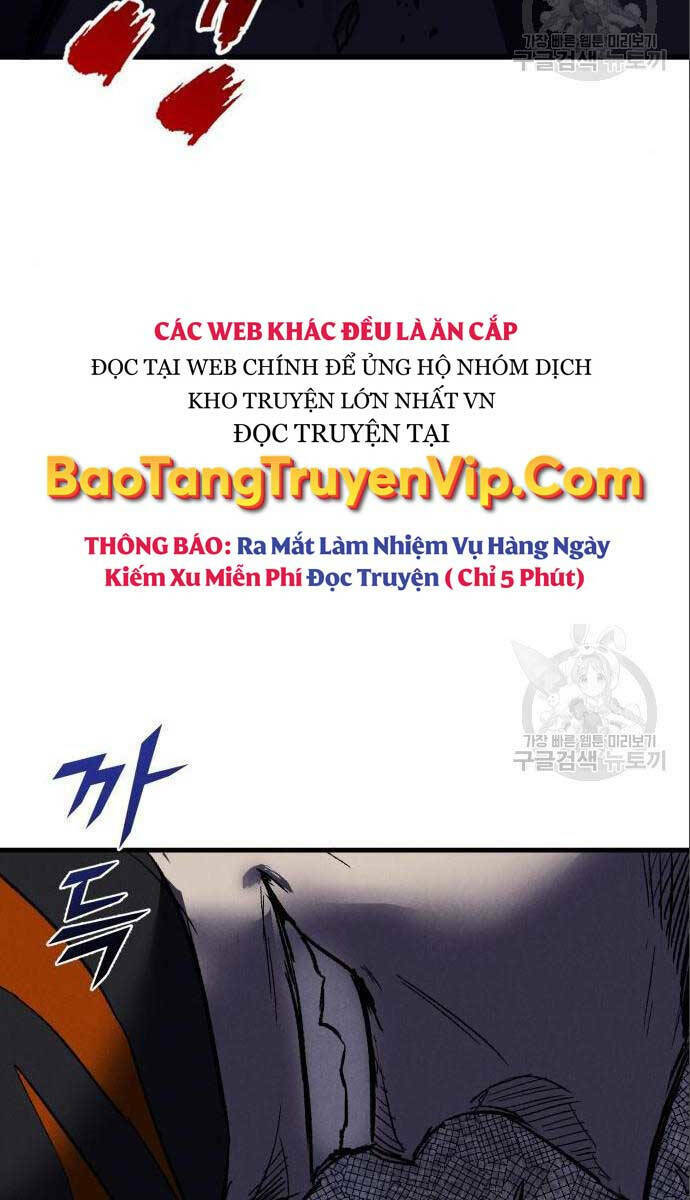 가장 빠른 웹툰 미리보기
구글검색 뉴토끼
CÁC WEB KHÁC ĐỀU LÀ ĂN CẮP
ĐỌC TẠI WEB CHÍNH ĐỂ ỦNG HỘ NHÓM DỊCH
KHO TRUYỆN LỚN NHẤT VN
ĐỌC TRUYỆN TẠI
BaoTangTruyenVip.Com
THÔNG BÁO: Ra Mắt Làm Nhiệm Vụ Hàng Ngày
Kiếm Xu Miễn Phí Đọc Truyện ( Chỉ 5 Phút)
가장 빠른 웹툰 미리보기
구글검색 뉴토끼
까
득